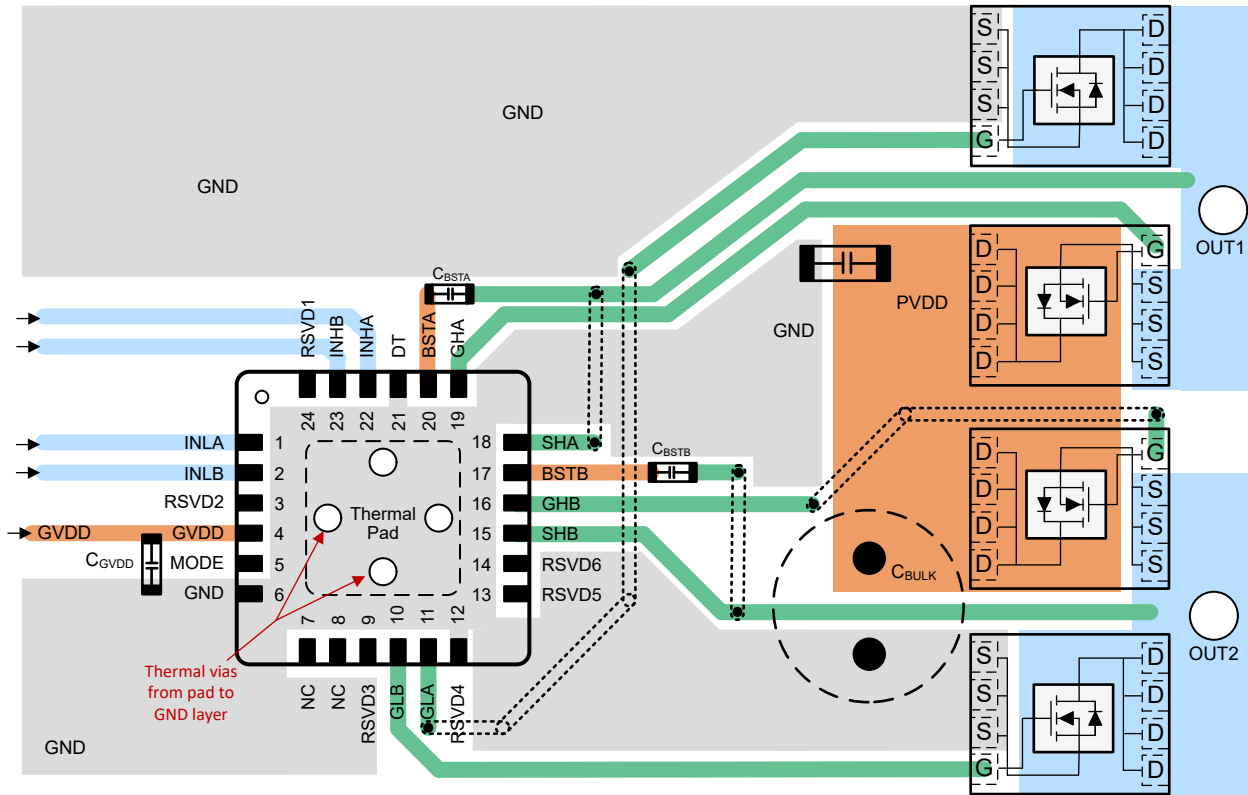 GND
GND
S
S
S
G
D
D
D
D
OUT1
CBSTA
RSVD1
INHB
INHA
DT
BSTA
GHA
24
23
22
21
20
19
GND
PVDD
D
D
D
D
G
S
S
S
INLA
INLB
RSVD2
GVDD
GVDD
CGVDD
MODE
GND
1
2
3
4
5
6
Thermal
Pad
18
17
16
15
14
13
SHA
BSTB
GHB
SHB
RSVD6
RSVD5
CBSTB
CBULK
D
D
D
D
G
S
S
S
OUT2
7
8
9
10
11
12
NC
NC
RSVD3
GLB
GLA
RSVD4
Thermal vias
from pad to
GND layer
GND
S
S
S
G
D
D
D
D